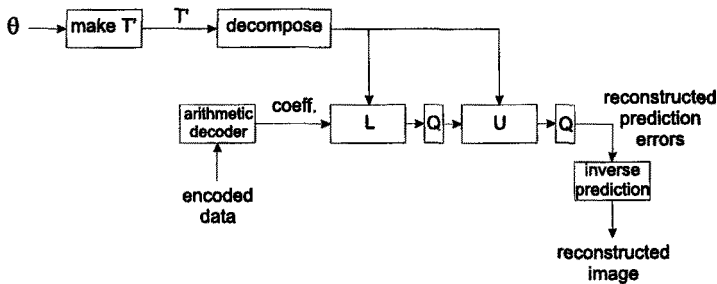 θ
make T'
T'
decompose
arithmetic
decoder
coeff.
L
Q
U
Q
reconstructed
prediction
errors
inverse
prediction
encoded
data
reconstructed
image